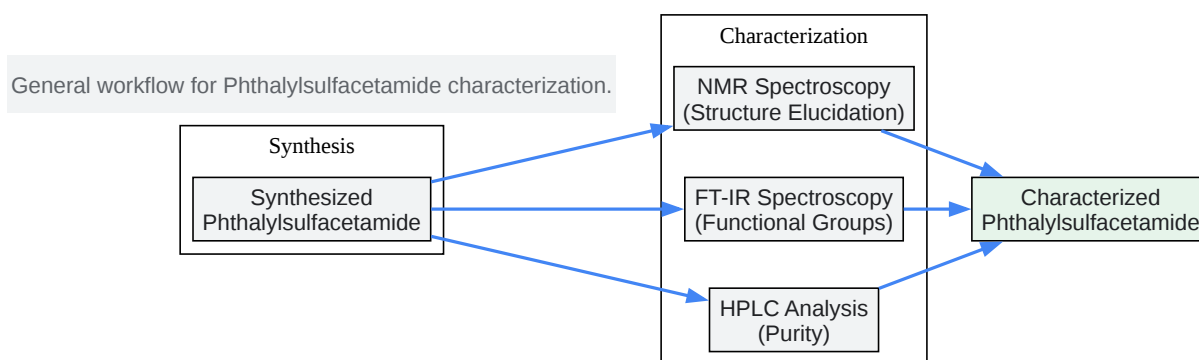 General workflow for Phthalylsulfacetamide characterization.
Synthesis
Synthesized
Phthalylsulfacetamide
Characterization
NMR Spectroscopy
(Structure Elucidation)
FT-IR Spectroscopy
(Functional Groups)
HPLC Analysis
(Purity)
Characterized
Phthalylsulfacetamide